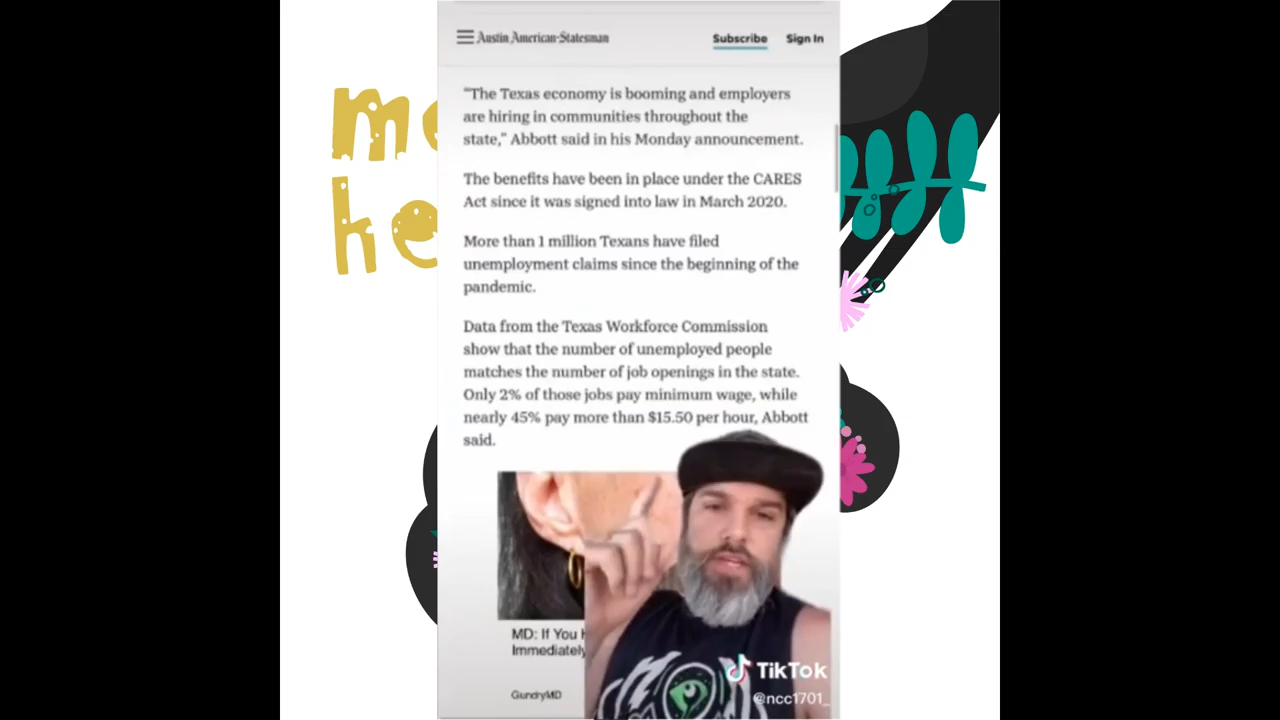 me
he
Austin American-Statesman
Subscribe Sign In
“The Texas economy is booming and employers
are hiring in communities throughout the
state,” Abbott said in his Monday announcement.
The benefits have been in place under the CARES
Act since it was signed into law in March 2020.
More than 1 million Texans have filed
unemployment claims since the beginning of the
pandemic.
Data from the Texas Workforce Commission
show that the number of unemployed people
matches the number of job openings in the state.
Only 2% of those jobs pay minimum wage, while
nearly 45% pay more than $15.50 per hour, Abbott
said.
MD: If You H
Immediately
GundryMD
TikTok
@ncc1701_